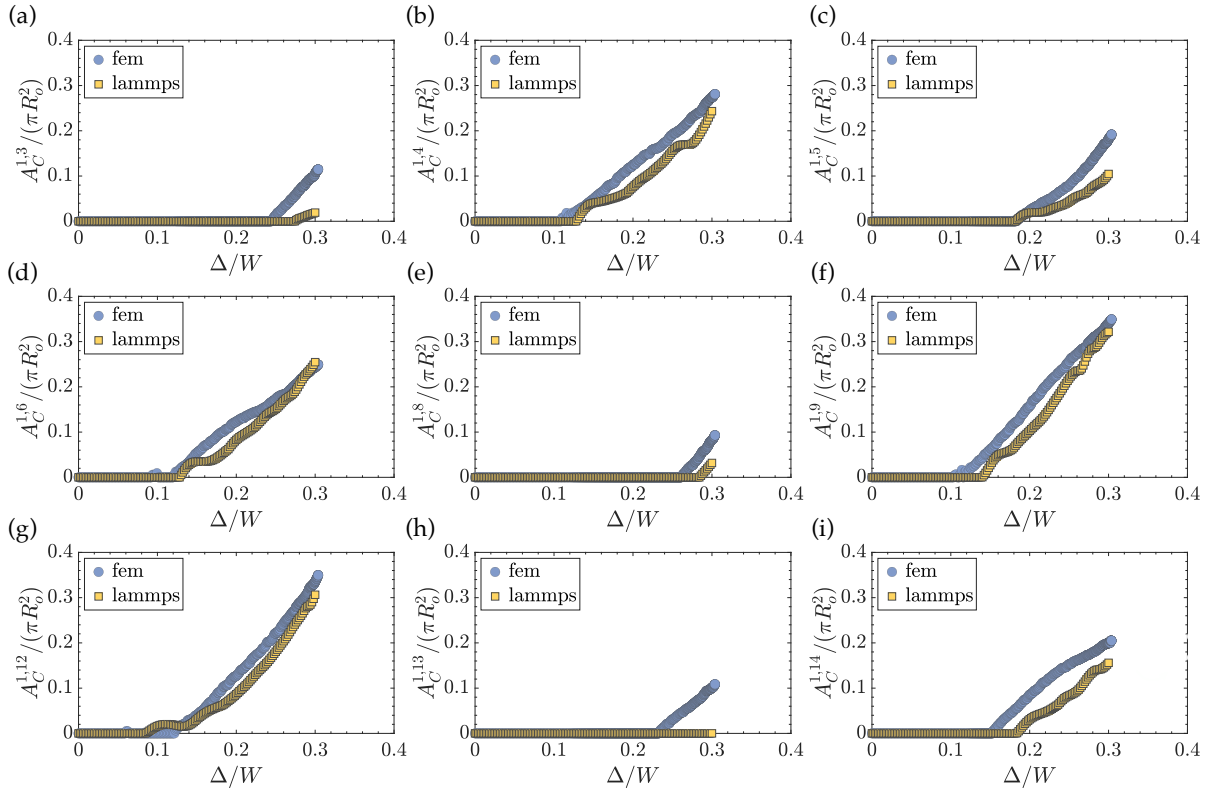 (a)
A_C^{1,3}/(πR_o^2)
0.4
0.3
0.2
0.1
0
fem
lammps
0 0.1 0.2 0.3 0.4
Δ/W
(b)
A_C^{1,4}/(πR_o^2)
0.4
0.3
0.2
0.1
0
fem
lammps
0 0.1 0.2 0.3 0.4
Δ/W
(c)
A_C^{1,5}/(πR_o^2)
0.4
0.3
0.2
0.1
0
fem
lammps
0 0.1 0.2 0.3 0.4
Δ/W
(d)
A_C^{1,6}/(πR_o^2)
0.4
0.3
0.2
0.1
0
fem
lammps
0 0.1 0.2 0.3 0.4
Δ/W
(e)
A_C^{1,8}/(πR_o^2)
0.4
0.3
0.2
0.1
0
fem
lammps
0 0.1 0.2 0.3 0.4
Δ/W
(f)
A_C^{1,9}/(πR_o^2)
0.4
0.3
0.2
0.1
0
fem
lammps
0 0.1 0.2 0.3 0.4
Δ/W
(g)
A_C^{1,12}/(πR_o^2)
0.4
0.3
0.2
0.1
0
fem
lammps
0 0.1 0.2 0.3 0.4
Δ/W
(h)
A_C^{1,13}/(πR_o^2)
0.4
0.3
0.2
0.1
0
fem
lammps
0 0.1 0.2 0.3 0.4
Δ/W
(i)
A_C^{1,14}/(πR_o^2)
0.4
0.3
0.2
0.1
0
fem
lammps
0 0.1 0.2 0.3 0.4
Δ/W